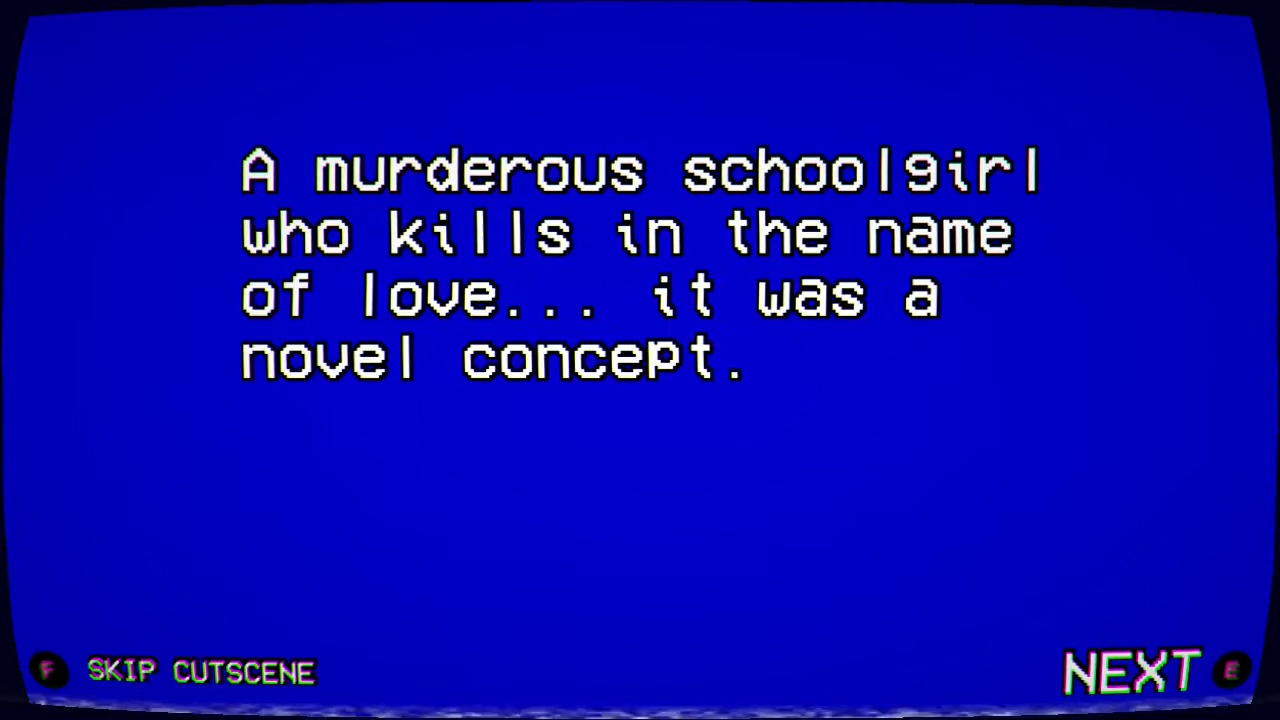 A murderous schoolgirl
who kills in the name
of love... it was a
novel concept.
F SKIP CUTSCENE
NEXT E